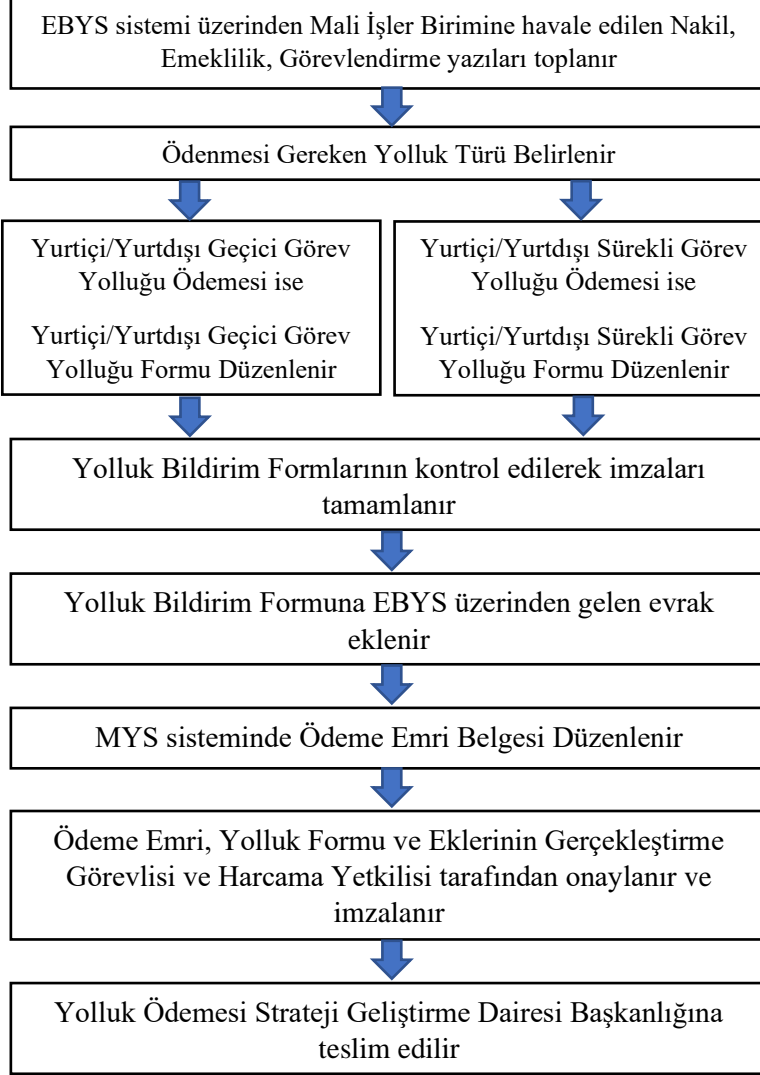 EBYS sistemi üzerinden Mali İşler Birimine havale edilen Nakil,
Emeklilik, Görevlendirme yazıları toplanır
Ödenmesi Gereken Yolluk Türü Belirlenir
Yurtiçi/Yurtdışı Geçici Görev
Yolluğu Ödemesi ise
Yurtiçi/Yurtdışı Geçici Görev
Yolluğu Formu Düzenlenir
Yurtiçi/Yurtdışı Sürekli Görev
Yolluğu Ödemesi ise
Yurtiçi/Yurtdışı Sürekli Görev
Yolluğu Formu Düzenlenir
Yolluk Bildirim Formlarının kontrol edilerek imzaları
tamamlanır
Yolluk Bildirim Formuna EBYS üzerinden gelen evrak
eklenir
MYS sisteminde Ödeme Emri Belgesi Düzenlenir
Ödeme Emri, Yolluk Formu ve Eklerinin Gerçekleştirme
Görevlisi ve Harcama Yetkilisi tarafından onaylanır ve
imzalanır
Yolluk Ödemesi Strateji Geliştirme Dairesi Başkanlığına
teslim edilir